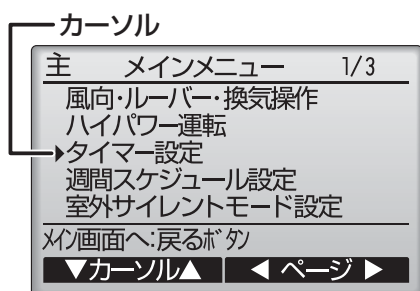 カーソル
主 メインメニュー 1/3
風向･ルーバー･換気操作
ハイパワー運転
▶タイマー設定
週間スケジュール設定
室外サイレントモード設定
ﾒｲﾝ画面へ:戻るﾎﾞﾀﾝ
▼カーソル▲ ◀ ページ ▶